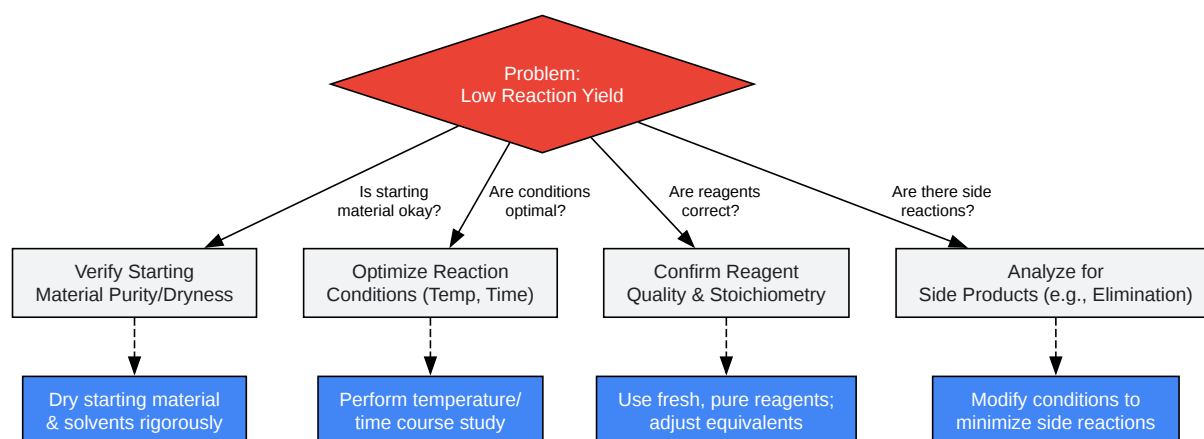 Problem:
Low Reaction Yield
Is starting
material okay?
Are conditions
optimal?
Are reagents
correct?
Are there side
reactions?
Verify Starting
Material Purity/Dryness
Optimize Reaction
Conditions (Temp, Time)
Confirm Reagent
Quality & Stoichiometry
Analyze for
Side Products (e.g., Elimination)
Dry starting material
& solvents rigorously
Perform temperature/
time course study
Use fresh, pure reagents;
adjust equivalents
Modify conditions to
minimize side reactions